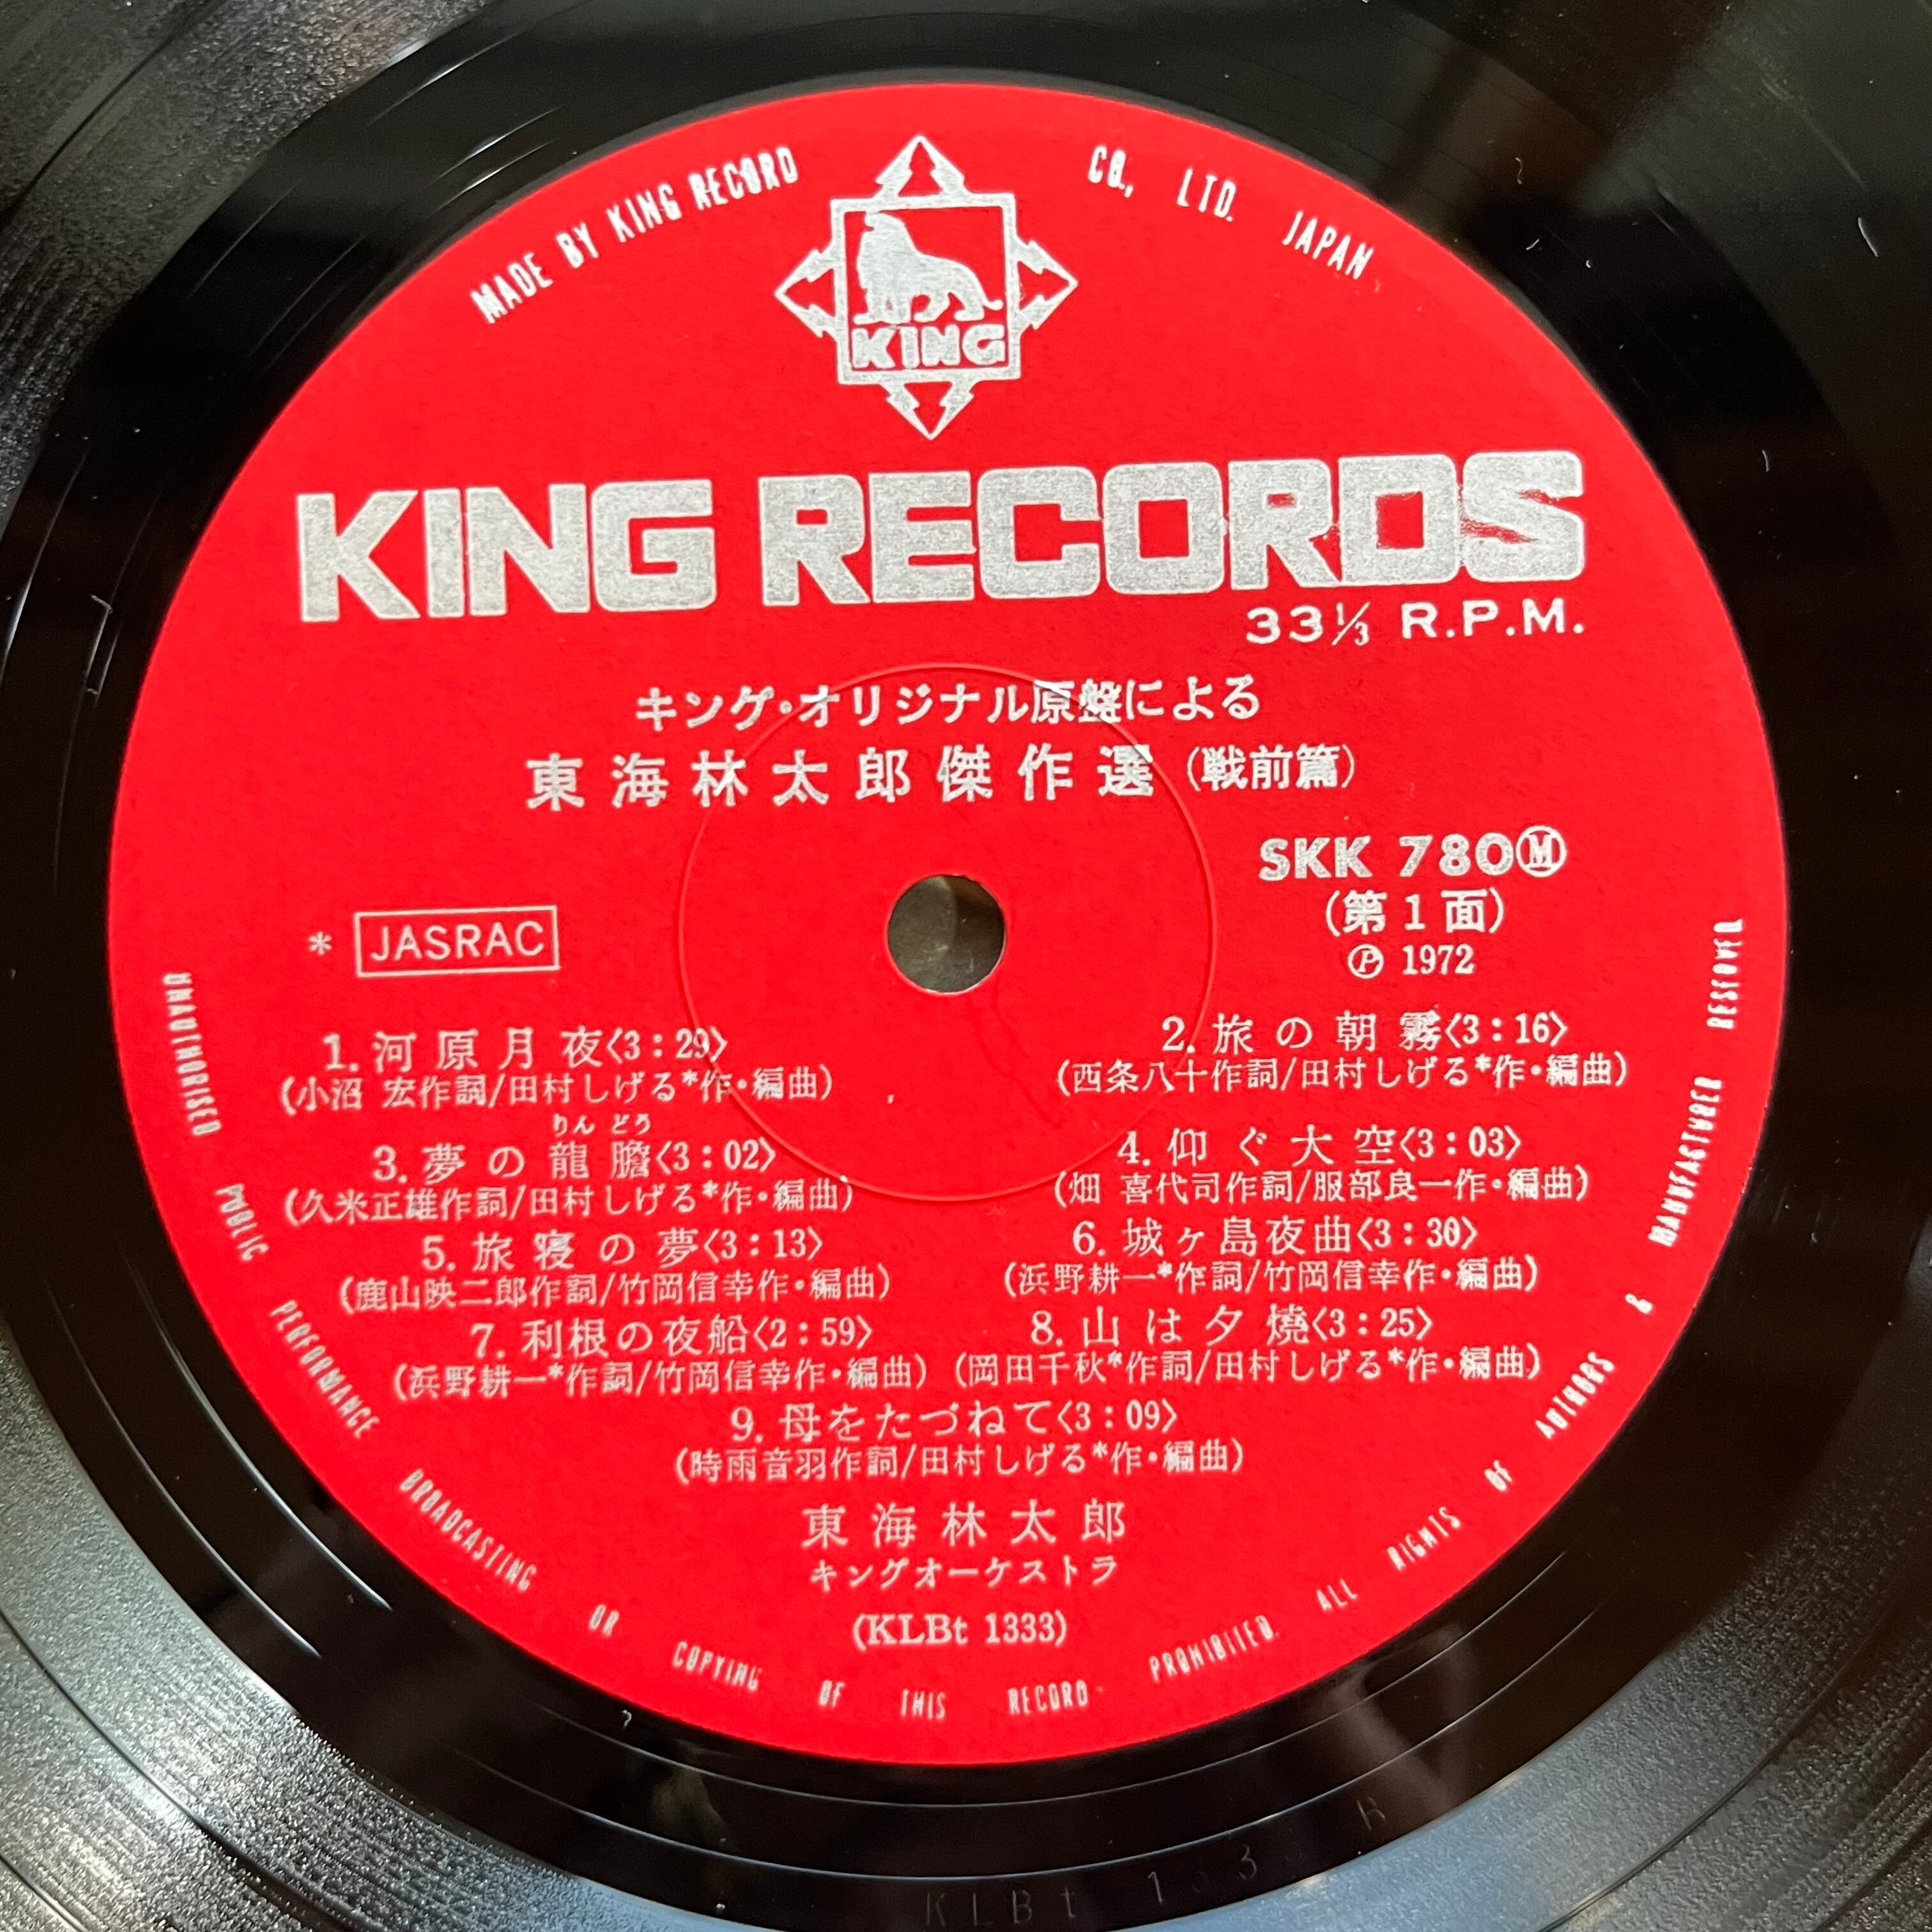 MADE BY KING RECORD CO., LTD. JAPAN
KING
KING RECORDS
33⅓ R.P.M.
キング・オリジナル原盤による
東海林太郎傑作選(戦前篇)
SKK 780Ⓜ
(第1面)
℗ 1972
* JASRAC
1. 河原月夜〈3:29〉
(小沼 宏作詞/田村しげる*作・編曲)
2. 旅の朝霧〈3:16〉
(西条八十作詞/田村しげる*作・編曲)
りんどう
3. 夢の龍膽〈3:02〉
(久米正雄作詞/田村しげる*作・編曲)
4. 仰ぐ大空〈3:03〉
(畑 喜代司作詞/服部良一作・編曲)
5. 旅寝の夢〈3:13〉
(鹿山映二郎作詞/竹岡信幸作・編曲)
6. 城ヶ島夜曲〈3:30〉
(浜野耕一*作詞/竹岡信幸作・編曲)
7. 利根の夜船〈2:59〉
(浜野耕一*作詞/竹岡信幸作・編曲)
8. 山は夕燒〈3:25〉
(岡田千秋*作詞/田村しげる*作・編曲)
9. 母をたづねて〈3:09〉
(時雨音羽作詞/田村しげる*作・編曲)
東海林太郎
キングオーケストラ
(KLBt 1333)
UNAUTHORISED PUBLIC PERFORMANCE BROADCASTING OR COPYING OF THIS RECORD PROHIBITED. ALL RIGHTS OF AUTHORS & MANUFASTURER RESERVED
KLBt